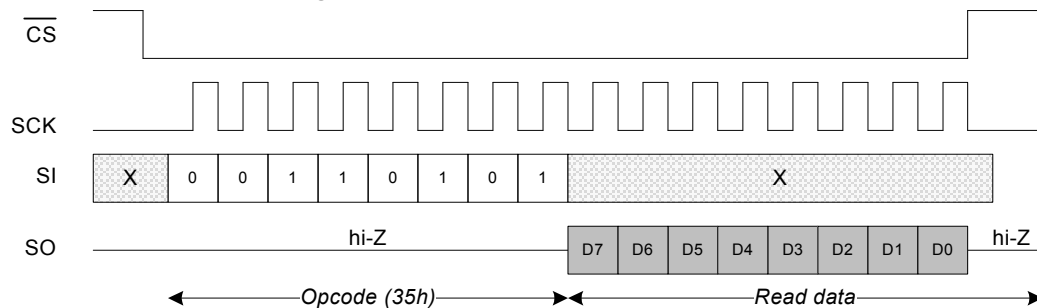 CS
SCK
SI X 0 0 1 1 0 1 0 1 X
SO hi-Z D7 D6 D5 D4 D3 D2 D1 D0 hi-Z
Opcode (35h) Read data